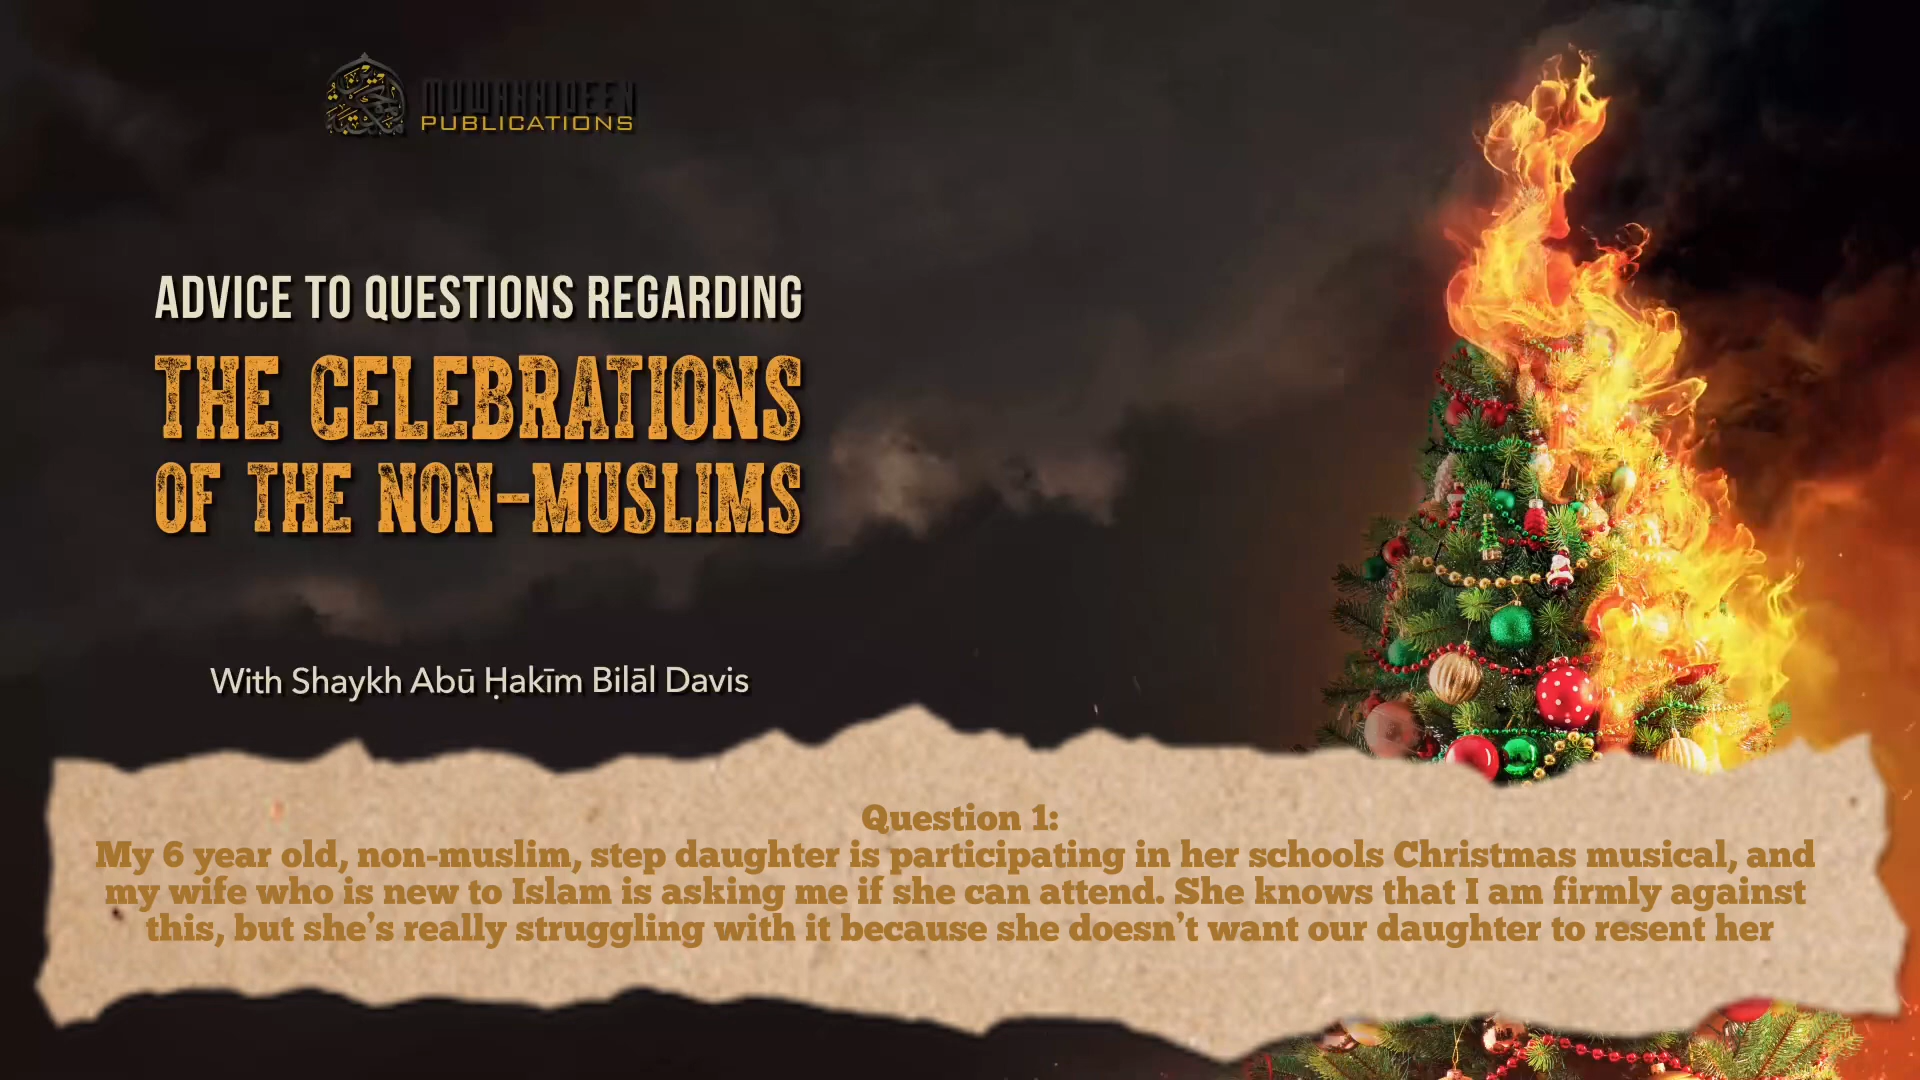 MUWAHHIDEEN
PUBLICATIONS
ADVICE TO QUESTIONS REGARDING
THE CELEBRATIONS
OF THE NON-MUSLIMS
With Shaykh Abū Ḥakīm Bilāl Davis
Question 1:
My 6 year old, non-muslim, step daughter is participating in her schools Christmas musical, and
my wife who is new to Islam is asking me if she can attend. She knows that I am firmly against
this, but she's really struggling with it because she doesn't want our daughter to resent her